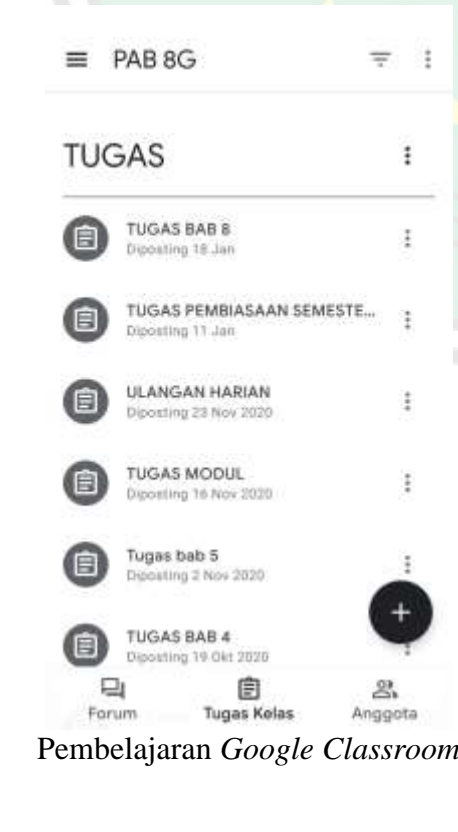 PAB 8G
TUGAS
TUGAS BAB 8
Diposting 18 Jan
TUGAS PEMBIASAAN SEMESTE...
Diposting 11 Jan
ULANGAN HARIAN
Diposting 23 Nov 2020
TUGAS MODUL
Diposting 16 Nov 2020
Tugas bab 5
Diposting 2 Nov 2020
TUGAS BAB 4
Diposting 19 Okt 2020
Forum Tugas Kelas Anggota
Pembelajaran Google Classroom